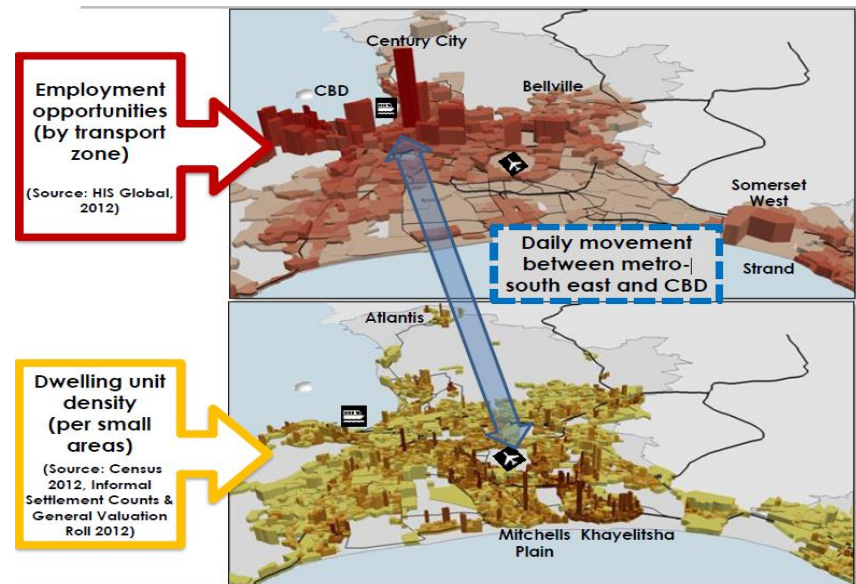 Employment
opportunities
(by transport
zone)
(Source: HIS Global,
2012)
Century City
CBD
Bellville
Somerset
West
Strand
Daily movement
between metro-
south east and CBD
Dwelling unit
density
(per small
areas)
(Source: Census
2012, Informal
Settlement Counts &
General Valuation
Roll 2012)
Atlantis
Mitchells
Plain
Khayelitsha